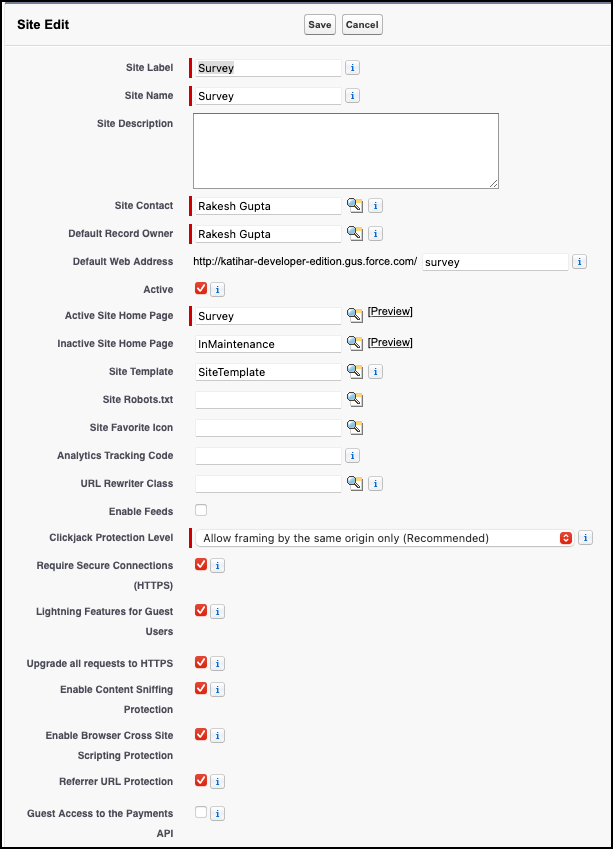 Site Edit Save Cancel
Site Label Survey i
Site Name Survey i
Site Description
Site Contact Rakesh Gupta i
Default Record Owner Rakesh Gupta i
Default Web Address http://katihar-developer-edition.gus.force.com/ survey i
Active i
Active Site Home Page Survey [Preview]
Inactive Site Home Page InMaintenance [Preview]
Site Template SiteTemplate i
Site Robots.txt
Site Favorite Icon
Analytics Tracking Code i
URL Rewriter Class i
Enable Feeds
Clickjack Protection Level Allow framing by the same origin only (Recommended) i
Require Secure Connections i
(HTTPS)
Lightning Features for Guest i
Users
Upgrade all requests to HTTPS i
Enable Content Sniffing i
Protection
Enable Browser Cross Site i
Scripting Protection
Referrer URL Protection i
Guest Access to the Payments i
API